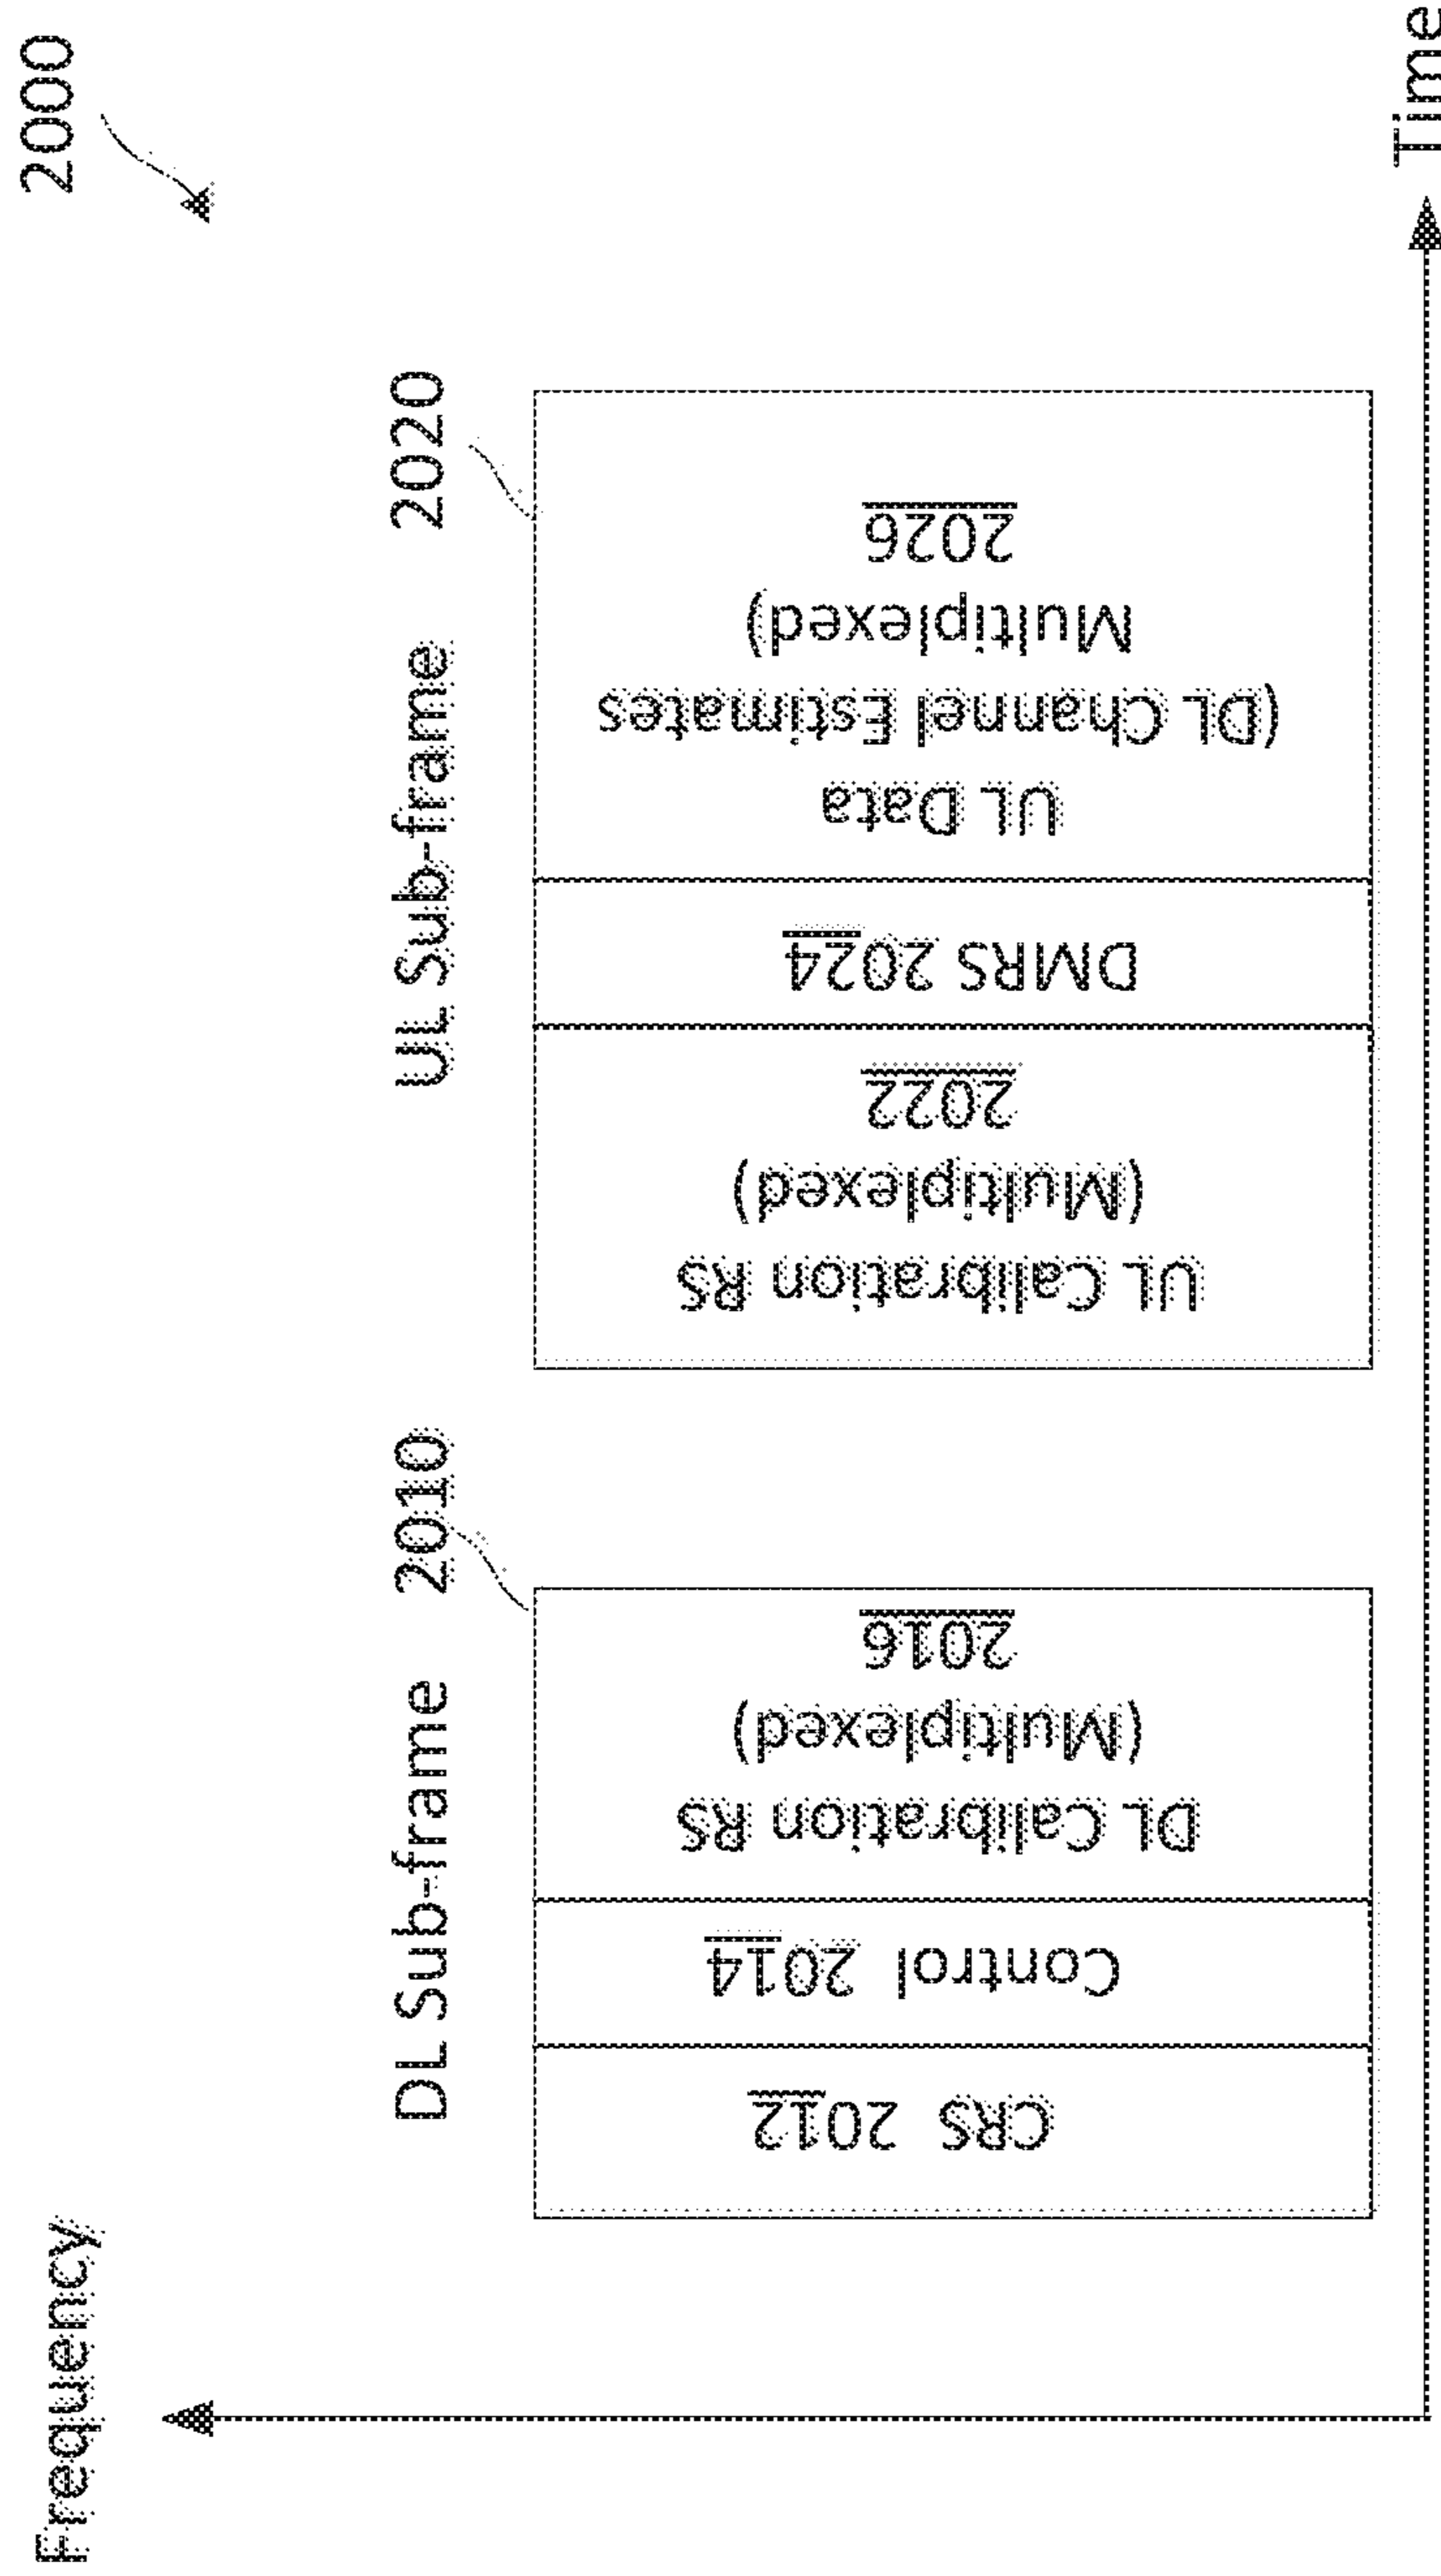 2000
Frequency
DL Sub-frame 2010
CRS 2012
Control 2014
DL Calibration RS
(Multiplexed)
2016
UL Sub-frame 2020
UL Calibration RS
(Multiplexed)
2022
DMRS 2024
UL Data
(DL Channel Estimates
Multiplexed)
2026
Time